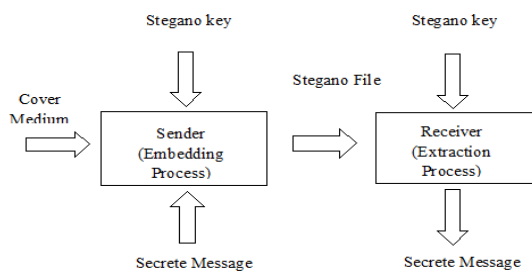 Stegano key
Stegano key
Stegano File
Cover
Medium
Sender
(Embedding
Process)
Receiver
(Extraction
Process)
Secrete Message
Secrete Message